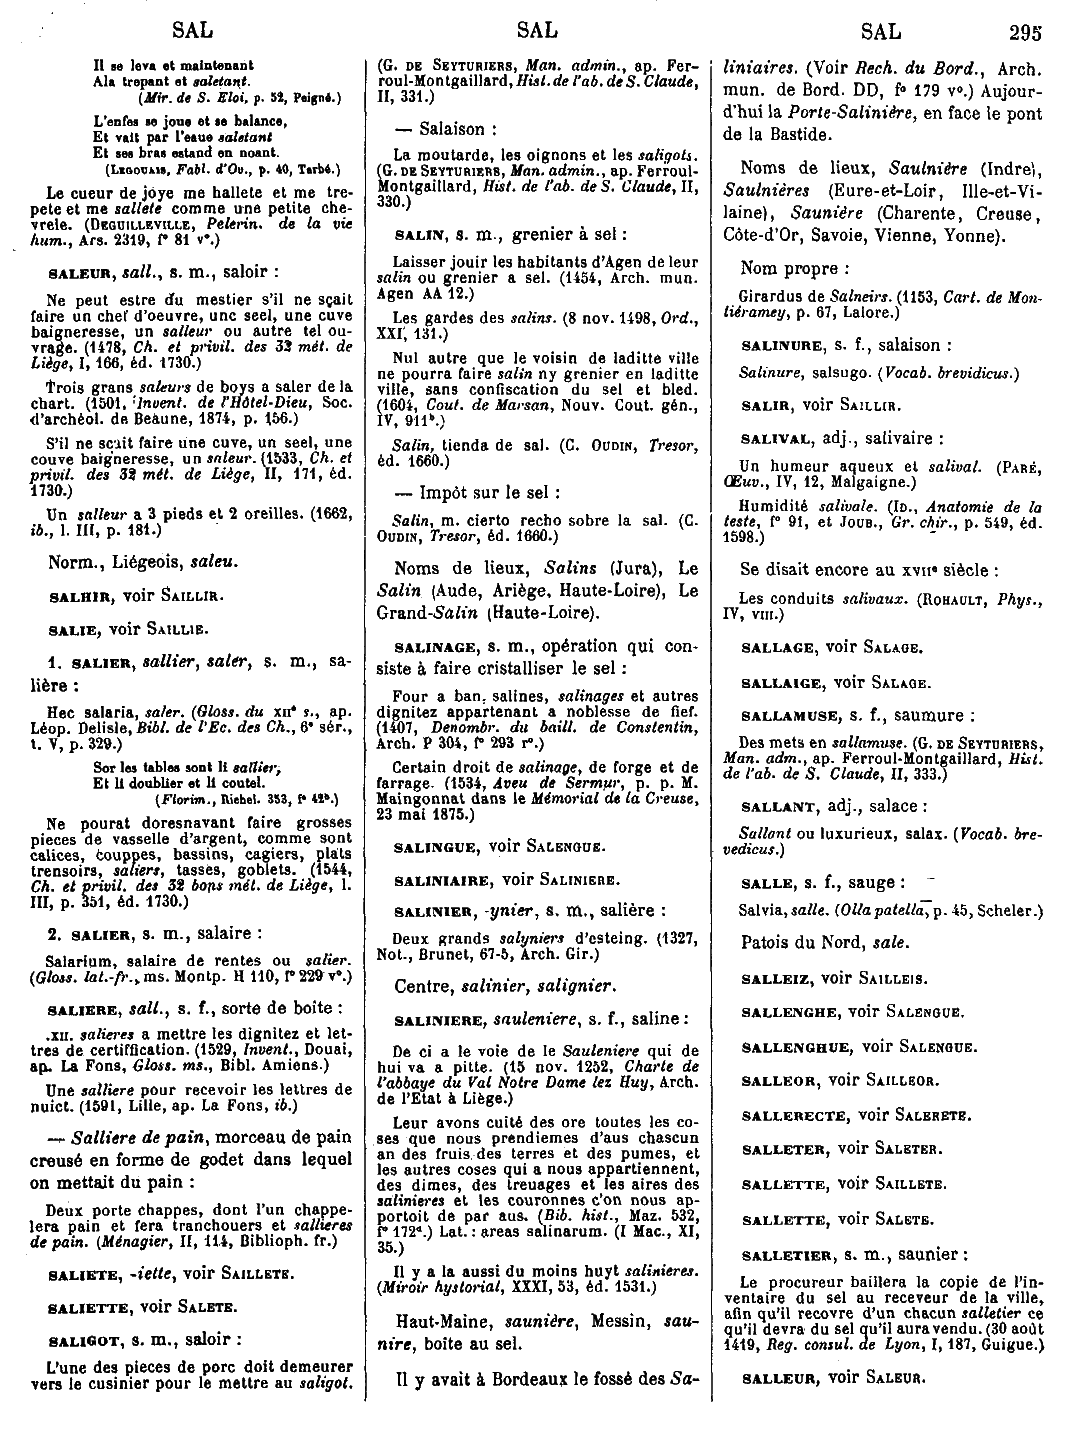 SAL
SAL
SAL
295
Il se leva et maintenant
Ala trepant et saletant.
(Mir. de S. Eloi, p. 52, Peigné.)
L'enfes se joue et se balance,
Et vait par l'eaue saletant
Et ses bras estand en noant.
(LEGOUAIS, Fabl. d'Ov., p. 40, Tarbé.)
Le cueur de joye me hallete et me tre-
pete et me sallete comme une petite che-
vrele. (DEGUILLEVILLE, Pelerin. de la vie
hum., Ars. 2319, f° 81 v°.)
SALEUR, sall., s. m., saloir :
Ne peut estre du mestier s'il ne sçait
faire un chef d'oeuvre, unc seel, une cuve
baigneresse, un salleur ou autre tel ou-
vrage. (1478, Ch. et privil. des 32 mét. de
Liège, I, 166, éd. 1730.)
Trois grans saleurs de boys a saler de la
chart. (1501, Invent. de l'Hôtel-Dieu, Soc.
d'archéol. de Beaune, 1874, p. 156.)
S'il ne scait faire une cuve, un seel, une
couve baigneresse, un saleur. (1533, Ch. et
privil. des 32 mét. de Liège, II, 171, éd.
1730.)
Un salleur a 3 pieds et 2 oreilles. (1662,
ib., l. III, p. 181.)
Norm., Liégeois, saleu.
SALHIR, voir SAILLIR.
SALIE, voir SAILLIE.
1. SALIER, sallier, saler, s. m., sa-
lière :
Hec salaria, saler. (Gloss. du XIIe s., ap.
Léop. Delisle, Bibl. de l'Ec. des Ch., 6e sér.,
t. V, p. 329.)
Sor les tables sont li sallier,
Et li doublier et li coutel.
(Florim., Richel. 353, f° 42b.)
Ne pourat doresnavant faire grosses
pieces de vasselle d'argent, comme sont
calices, couppes, bassins, cagiers, plats
trensoirs, saliers, tasses, goblets. (1544,
Ch. et privil. des 32 bons mét. de Liège, l.
III, p. 351, éd. 1730.)
2. SALIER, s. m., salaire :
Salarium, salaire de rentes ou salier.
(Gloss. lat.-fr., ms. Montp. H 110, f° 229 v°.)
SALIERE, sall., s. f., sorte de boite :
.XII. salieres a mettre les dignitez et let-
tres de certiffication. (1529, Invent., Douai,
ap. La Fons, Gloss. ms., Bibl. Amiens.)
Une salliere pour recevoir les lettres de
nuict. (1591, Lille, ap. La Fons, ib.)
— Salliere de pain, morceau de pain
creusé en forme de godet dans lequel
on mettait du pain :
Deux porte chappes, dont l'un chappe-
lera pain et fera tranchouers et sallieres
de pain. (Ménagier, II, 114, Biblioph. fr.)
SALIETE, -iette, voir SAILLETE.
SALIETTE, voir SALETE.
SALIGOT, s. m., saloir :
L'une des pieces de porc doit demeurer
vers le cusinier pour le mettre au saligot.
(G. DE SEYTURIERS, Man. admin., ap. Fer-
roul-Montgaillard, Hist. de l'ab. de S. Claude,
II, 331.)
— Salaison :
La moutarde, les oignons et les saligots.
(G. DE SEYTURIERS, Man. admin., ap. Ferroul-
Montgaillard, Hist. de l'ab. de S. Claude, II,
330.)
SALIN, s. m., grenier à sel :
Laisser jouir les habitants d'Agen de leur
salin ou grenier a sel. (1454, Arch. mun.
Agen AA 12.)
Les gardes des salins. (8 nov. 1498, Ord.,
XXI, 131.)
Nul autre que le voisin de laditte ville
ne pourra faire salin ny grenier en laditte
ville, sans confiscation du sel et bled.
(1604, Cout. de Marsan, Nouv. Cout. gén.,
IV, 911b.)
Salin, tienda de sal. (C. OUDIN, Tresor,
éd. 1660.)
— Impôt sur le sel :
Salin, m. cierto recho sobre la sal. (C.
OUDIN, Tresor, éd. 1660.)
Noms de lieux, Salins (Jura), Le
Salin (Aude, Ariège, Haute-Loire), Le
Grand-Salin (Haute-Loire).
SALINAGE, s. m., opération qui con-
siste à faire cristalliser le sel :
Four a ban, salines, salinages et autres
dignitez appartenant a noblesse de fief.
(1407, Denombr. du baill. de Constentin,
Arch. P 304, f° 293 r°.)
Certain droit de salinage, de forge et de
farrage. (1534, Aveu de Sermur, p. p. M.
Maingonnat dans le Mémorial de la Creuse,
23 mai 1875.)
SALINGUE, voir SALENGUE.
SALINIAIRE, voir SALINIERE.
SALINIER, -ynier, s. m., salière :
Deux grands salyniers d'esteing. (1327,
Not., Brunet, 67-5, Arch. Gir.)
Centre, salinier, salignier.
SALINIERE, sauleniere, s. f., saline :
De ci a le voie de le Sauleniere qui de
hui va a pitte. (15 nov. 1252, Charte de
l'abbaye du Val Notre Dame lez Huy, Arch.
de l'Etat à Liège.)
Leur avons cuité des ore toutes les co-
ses que nous prendiemes d'aus chascun
an des fruis des terres et des pumes, et
les autres coses qui a nous appartiennent,
des dimes, des treuages et les aires des
salinieres et les couronnes c'on nous ap-
portoit de par aus. (Bib. hist., Maz. 532,
f° 172c.) Lat. : areas salinarum. (I Mac., XI,
35.)
Il y a la aussi du moins huyt salinieres.
(Miroir hystorial, XXXI, 53, éd. 1531.)
Haut-Maine, saunière, Messin, sau-
nire, boite au sel.
Il y avait à Bordeaux le fossé des Sa-
liniaires. (Voir Rech. du Bord., Arch.
mun. de Bord. DD, f° 179 v°.) Aujour-
d'hui la Porte-Salinière, en face le pont
de la Bastide.
Noms de lieux, Saulnière (Indre),
Saulnières (Eure-et-Loir, Ille-et-Vi-
laine), Saunière (Charente, Creuse,
Côte-d'Or, Savoie, Vienne, Yonne).
Nom propre :
Girardus de Salneirs. (1153, Cart. de Mon-
tiéramey, p. 67, Lalore.)
SALINURE, s. f., salaison :
Salinure, salsugo. (Vocab. brevidicus.)
SALIR, voir SAILLIR.
SALIVAL, adj., salivaire :
Un humeur aqueux et salival. (PARÉ,
Œuv., IV, 12, Malgaigne.)
Humidité salivale. (ID., Anatomie de la
teste, f° 91, et JOUB., Gr. chir., p. 549, éd.
1598.)
Se disait encore au XVIIe siècle :
Les conduits salivaux. (ROHAULT, Phys.,
IV, VIII.)
SALLAGE, voir SALAGE.
SALLAIGE, voir SALAGE.
SALLAMUSE, s. f., saumure :
Des mets en sallamuse. (G. DE SEYTURIERS,
Man. adm., ap. Ferroul-Montgaillard, Hist.
de l'ab. de S. Claude, II, 333.)
SALLANT, adj., salace :
Sallant ou luxurieux, salax. (Vocab. bre-
vedicus.)
SALLE, s. f., sauge :
Salvia, salle. (Olla patella, p. 45, Scheler.)
Patois du Nord, sale.
SALLEIZ, voir SAILLEIS.
SALLENGHE, voir SALENGUE.
SALLENGHUE, voir SALENGUE.
SALLEOR, voir SAILLEOR.
SALLERECTE, voir SALERETE.
SALLETER, voir SALETER.
SALLETTE, voir SAILLETE.
SALLETTE, voir SALETE.
SALLETIER, s. m., saunier :
Le procureur baillera la copie de l'in-
ventaire du sel au receveur de la ville,
afin qu'il recovre d'un chacun salletier ce
qu'il devra du sel qu'il aura vendu. (30 août
1419, Reg. consul. de Lyon, I, 187, Guigue.)
SALLEUR, voir SALEUR.